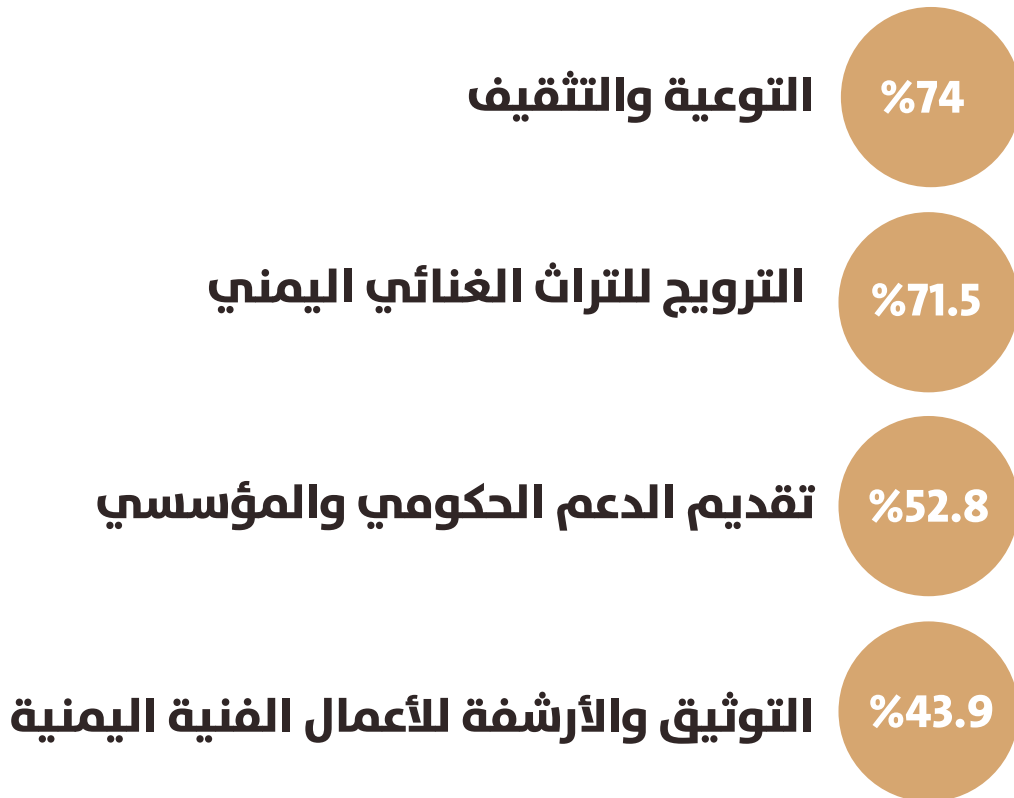 %74
التوعية والتثقيف
%71.5
الترويج للتراث الغنائي اليمني
%52.8
تقديم الدعم الحكومي والمؤسسي
%43.9
التوثيق والأرشفة للأعمال الفنية اليمنية